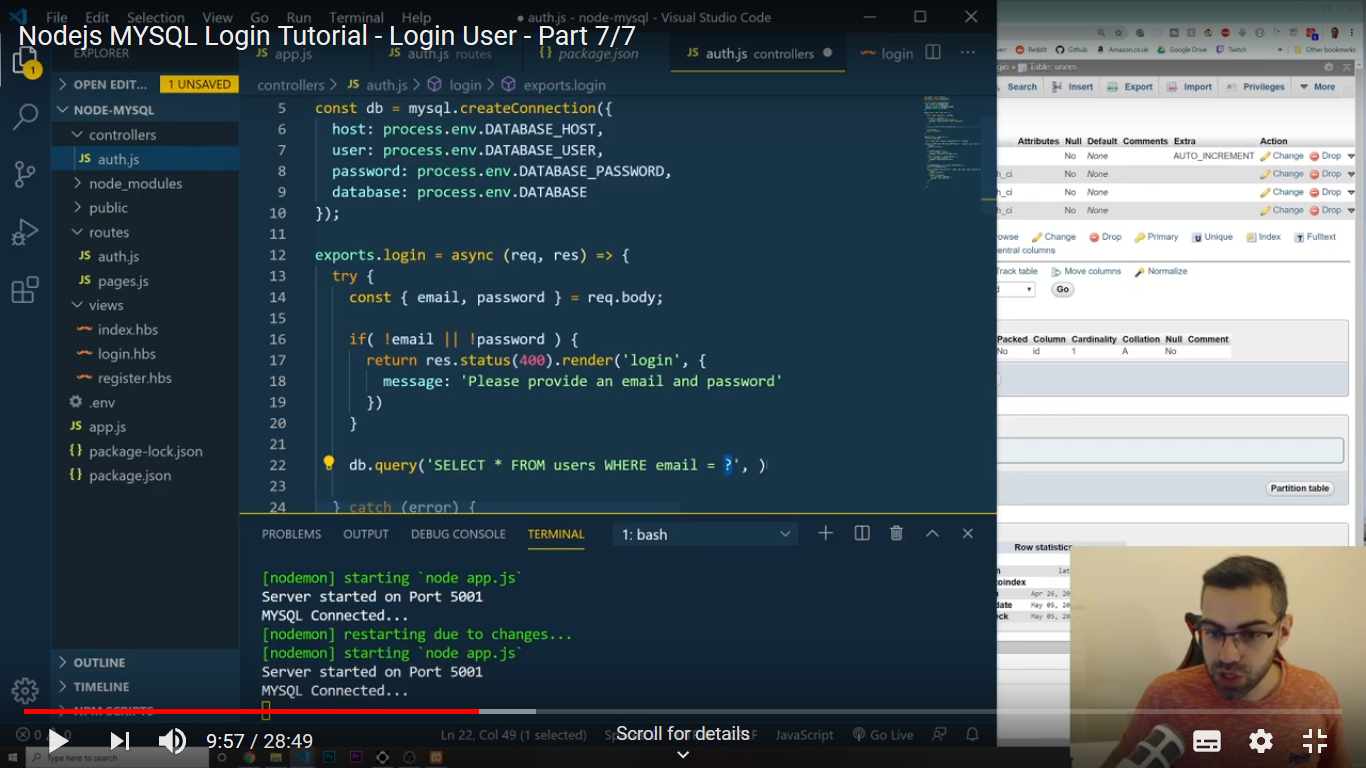 File Edit Selection View Go Run Terminal Help
● auth.js - node-mysql - Visual Studio Code
Nodejs MYSQL Login Tutorial - Login User - Part 7/7
EXPLORER
JS app.js
JS auth.js routes
{} package.json
JS auth.js controllers ●
login
1
OPEN EDIT... 1 UNSAVED
NODE-MYSQL
controllers
JS auth.js
node_modules
public
routes
JS auth.js
JS pages.js
views
index.hbs
login.hbs
register.hbs
.env
JS app.js
{} package-lock.json
{} package.json
OUTLINE
TIMELINE
NPM SCRIPTS
controllers > JS auth.js > login > exports.login
5 const db = mysql.createConnection({
6 host: process.env.DATABASE_HOST,
7 user: process.env.DATABASE_USER,
8 password: process.env.DATABASE_PASSWORD,
9 database: process.env.DATABASE
10 });
11
12 exports.login = async (req, res) => {
13 try {
14 const { email, password } = req.body;
15
16 if( !email || !password ) {
17 return res.status(400).render('login', {
18 message: 'Please provide an email and password'
19 })
20 }
21
22 db.query('SELECT * FROM users WHERE email = ?', )
23
24 } catch (error) {
PROBLEMS OUTPUT DEBUG CONSOLE TERMINAL 1: bash
[nodemon] starting `node app.js`
Server started on Port 5001
MYSQL Connected...
[nodemon] restarting due to changes...
[nodemon] starting `node app.js`
Server started on Port 5001
MYSQL Connected...
Ln 22, Col 49 (1 selected)
JavaScript
Go Live
9:57 / 28:49
Scroll for details
Type here to search
Reddit Github Amazon.co.uk Google Drive Twitch Other bookmarks
Table: users
Search Insert Export Import Privileges More
Attributes Null Default Comments Extra Action
No None AUTO_INCREMENT Change Drop
h_ci No None Change Drop
h_ci No None Change Drop
h_ci No None Change Drop
owse Change Drop Primary Unique Index Fulltext
entral columns
Track table Move columns Normalize
Go
Packed Column Cardinality Collation Null Comment
No id 1 A No
Partition table
Row statistics